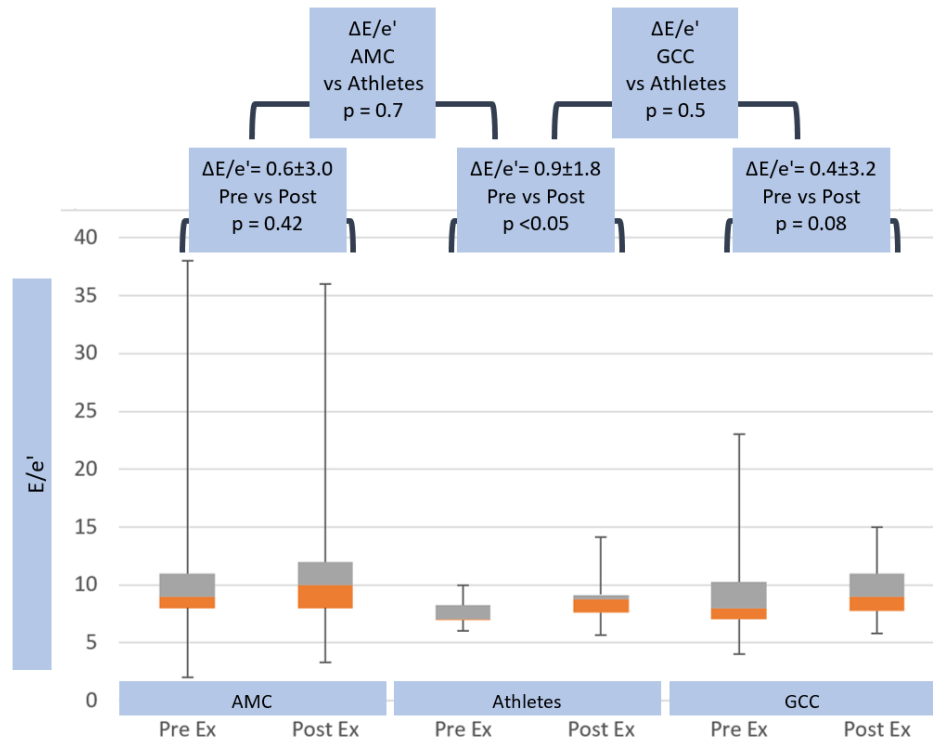 ΔE/e'
AMC
vs Athletes
p = 0.7
ΔE/e'
GCC
vs Athletes
p = 0.5
ΔE/e'= 0.6±3.0
Pre vs Post
p = 0.42
ΔE/e'= 0.9±1.8
Pre vs Post
p <0.05
ΔE/e'= 0.4±3.2
Pre vs Post
p = 0.08
E/e'
40
35
30
25
20
15
10
5
0
AMC
Athletes
GCC
Pre Ex
Post Ex
Pre Ex
Post Ex
Pre Ex
Post Ex